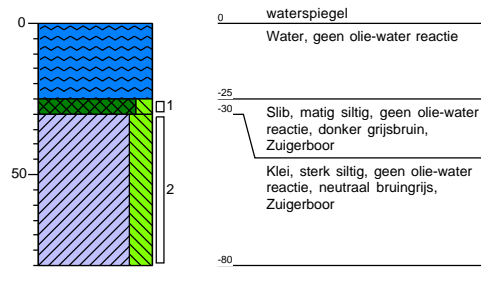 0
50
1
2
0
waterspiegel
Water, geen olie-water reactie
-25
-30
Slib, matig siltig, geen olie-water
reactie, donker grijsbruin,
Zuigerboor
Klei, sterk siltig, geen olie-water
reactie, neutraal bruingrijs,
Zuigerboor
-80